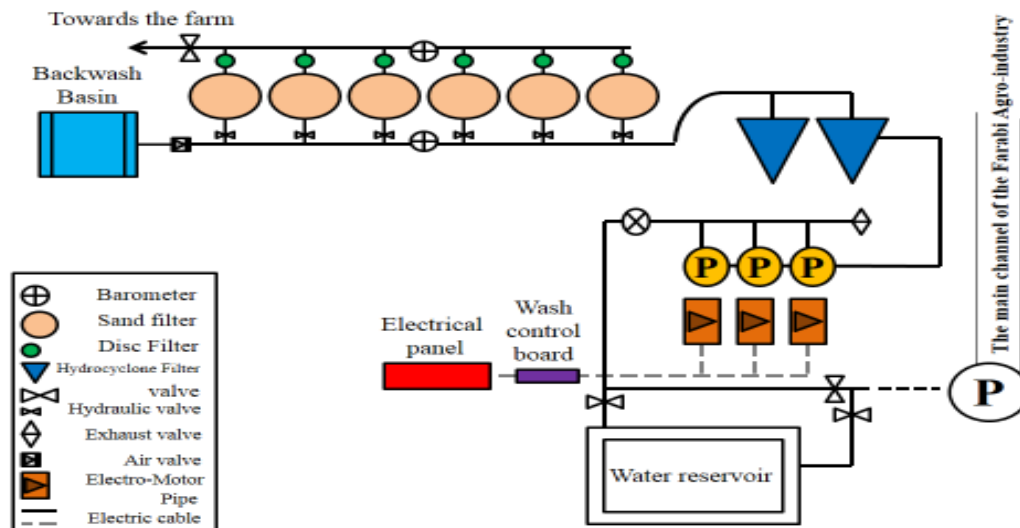 Towards the farm
Backwash
Basin
The main channel of the Farabi Agro-industry
P P P
Electrical
panel
Wash
control
board
P
Water reservoir
Barometer
Sand filter
Disc Filter
Hydrocyclone Filter
valve
Hydraulic valve
Exhaust valve
Air valve
Electro-Motor
Pipe
Electric cable